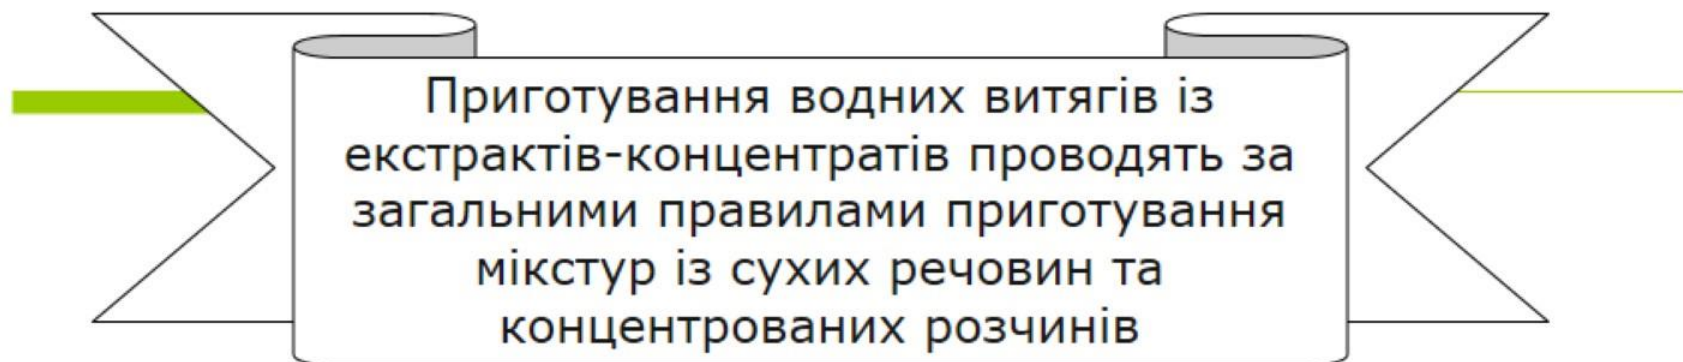 Приготування водних витягів із
екстрактів-концентратів проводять за
загальними правилами приготування
мікстур із сухих речовин та
концентрованих розчинів